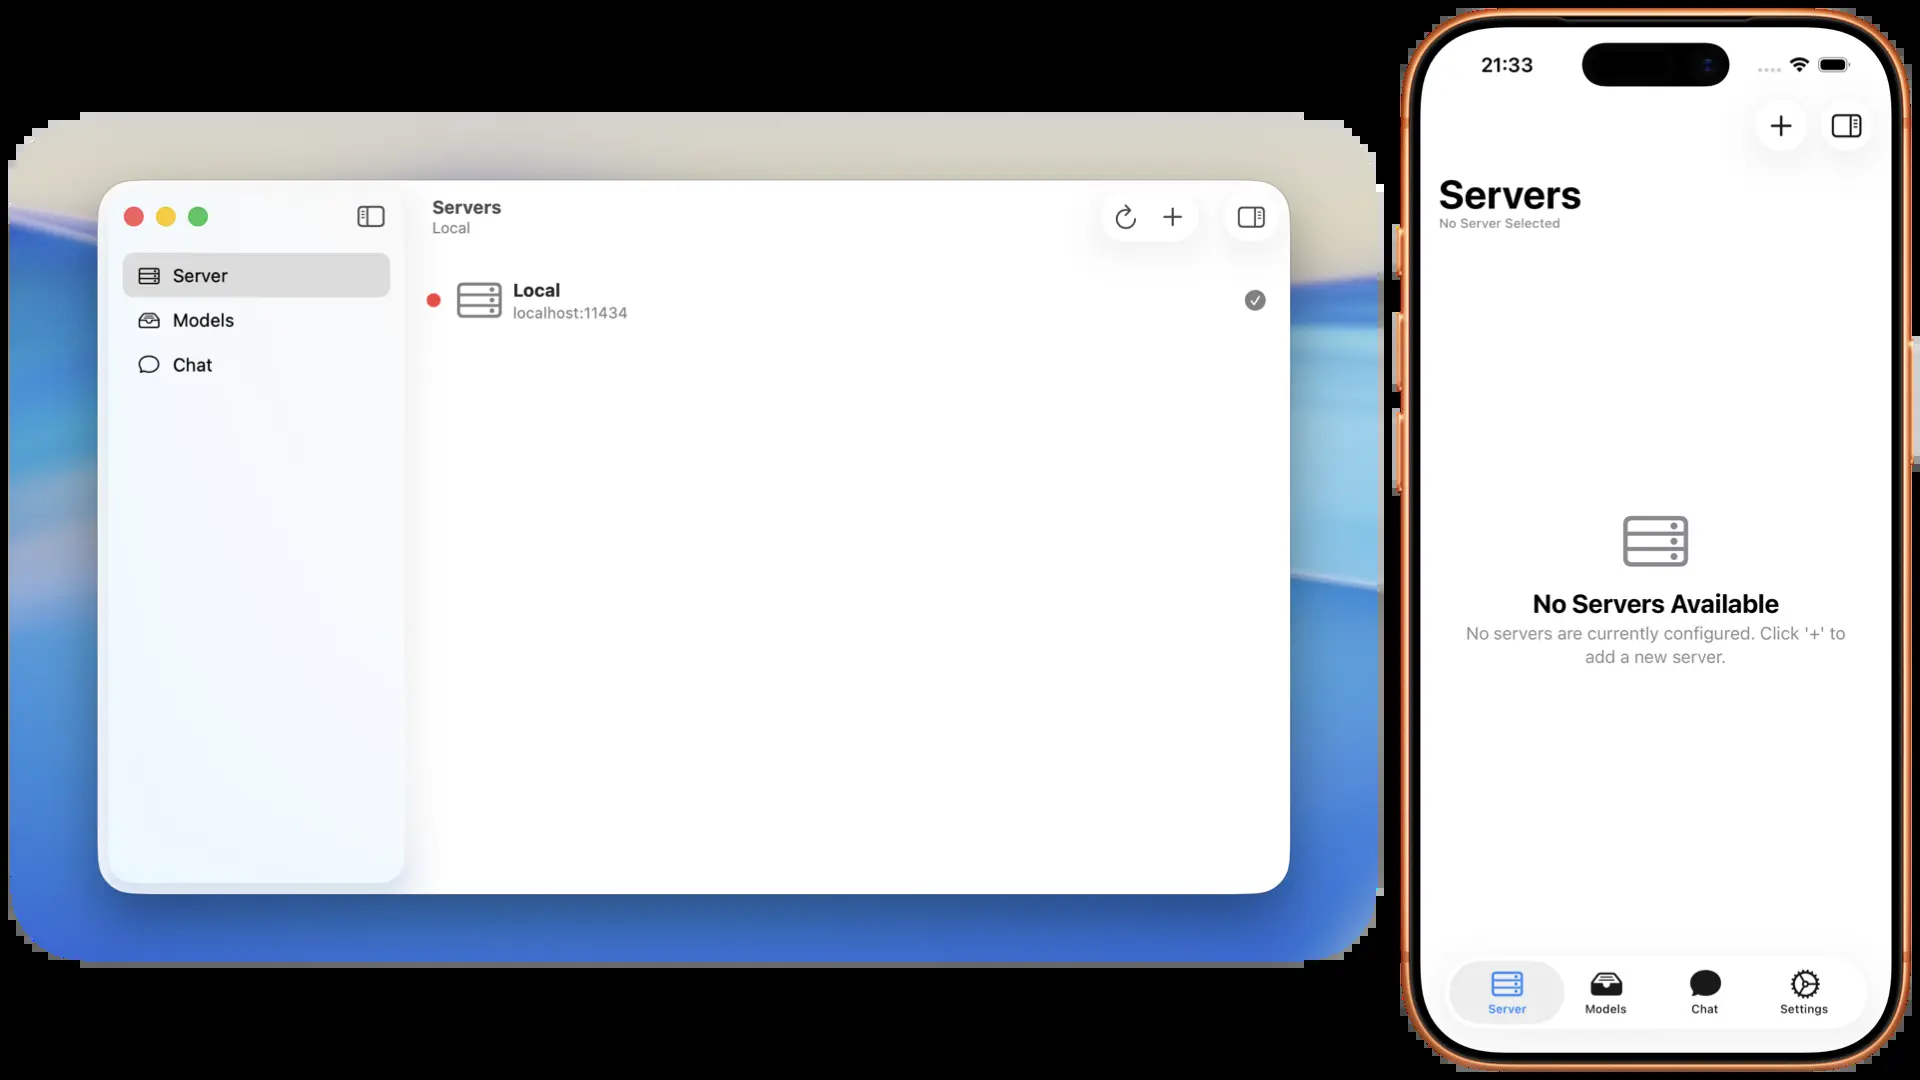 Servers
Local
Server
Models
Chat
Local
localhost:11434
21:33
Servers
No Server Selected
No Servers Available
No servers are currently configured. Click '+' to
add a new server.
Server
Models
Chat
Settings